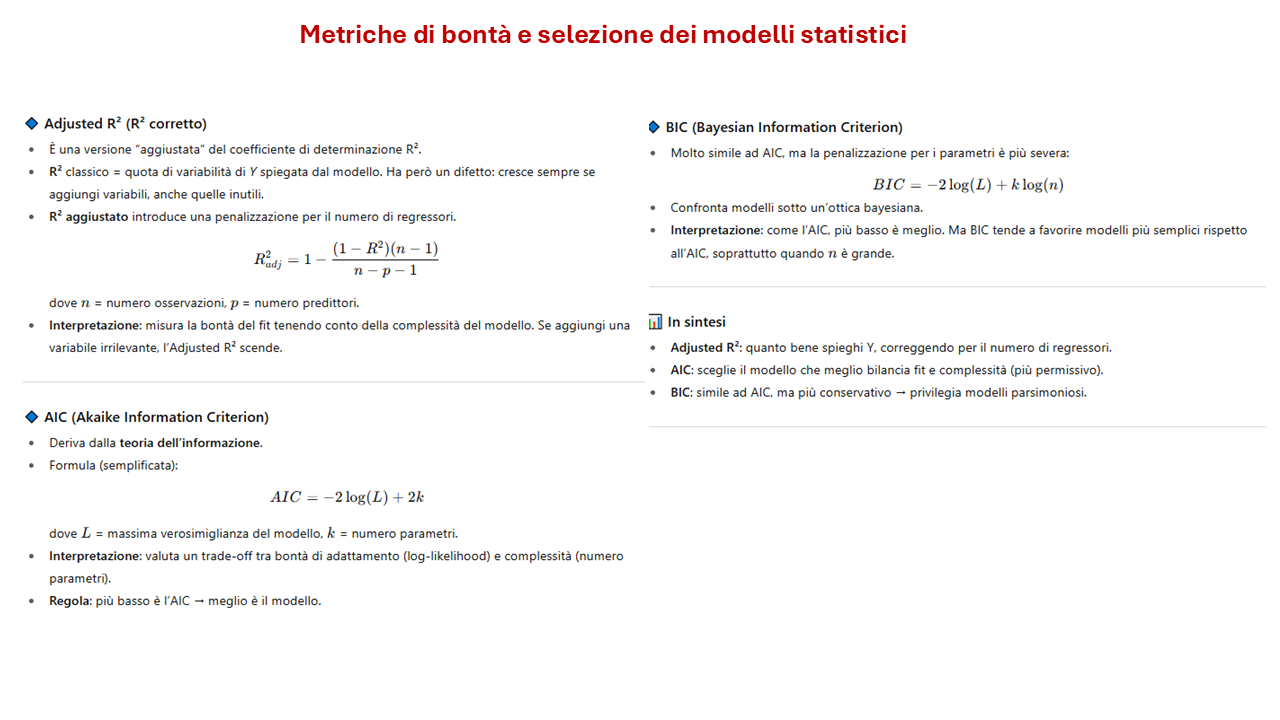 Metriche di bontà e selezione dei modelli statistici
Adjusted R² (R² corretto)
• È una versione “aggiustata” del coefficiente di determinazione R².
• R² classico = quota di variabilità di Y spiegata dal modello. Ha però un difetto: cresce sempre se
aggiungi variabili, anche quelle inutili.
• R² aggiustato introduce una penalizzazione per il numero di regressori.
R²_adj = 1 − (1 − R²)(n − 1) / (n − p − 1)
dove n = numero osservazioni, p = numero predittori.
• Interpretazione: misura la bontà del fit tenendo conto della complessità del modello. Se aggiungi una
variabile irrilevante, l’Adjusted R² scende.
AIC (Akaike Information Criterion)
• Deriva dalla teoria dell’informazione.
• Formula (semplificata):
AIC = −2 log(L) + 2k
dove L = massima verosimiglianza del modello, k = numero parametri.
• Interpretazione: valuta un trade-off tra bontà di adattamento (log-likelihood) e complessità (numero
parametri).
• Regola: più basso è l’AIC → meglio è il modello.
BIC (Bayesian Information Criterion)
• Molto simile ad AIC, ma la penalizzazione per i parametri è più severa:
BIC = −2 log(L) + k log(n)
• Confronta modelli sotto un’ottica bayesiana.
• Interpretazione: come l’AIC, più basso è meglio. Ma BIC tende a favorire modelli più semplici rispetto
all’AIC, soprattutto quando n è grande.
In sintesi
• Adjusted R²: quanto bene spieghi Y, correggendo per il numero di regressori.
• AIC: sceglie il modello che meglio bilancia fit e complessità (più permissivo).
• BIC: simile ad AIC, ma più conservativo → privilegia modelli parsimoniosi.